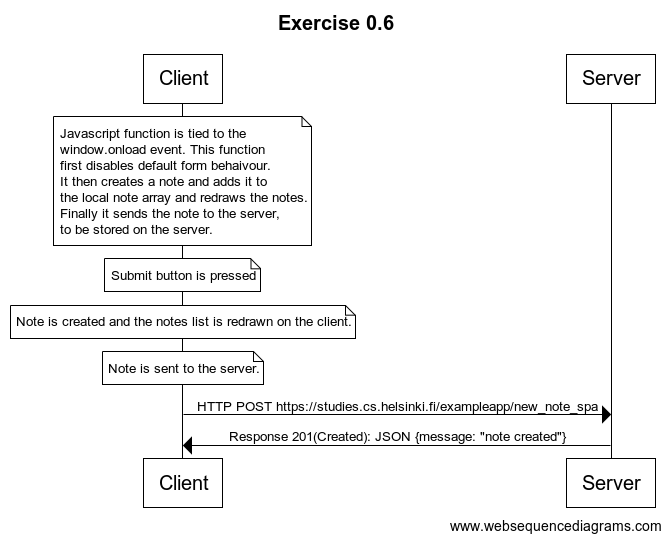 Exercise 0.6
Client
Server
Javascript function is tied to the
window.onload event. This function
first disables default form behaivour.
It then creates a note and adds it to
the local note array and redraws the notes.
Finally it sends the note to the server,
to be stored on the server.
Submit button is pressed
Note is created and the notes list is redrawn on the client.
Note is sent to the server.
HTTP POST https://studies.cs.helsinki.fi/exampleapp/new_note_spa
Response 201(Created): JSON {message: "note created"}
Client
Server
www.websequencediagrams.com